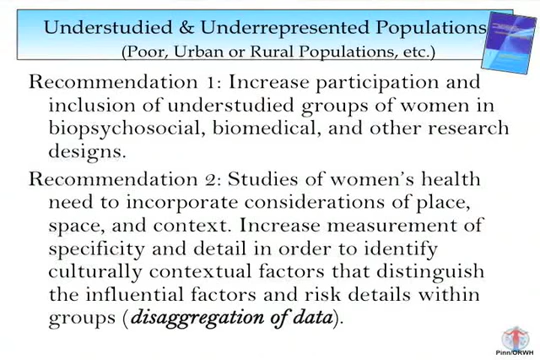 Understudied & Underrepresented Populations
(Poor, Urban or Rural Populations, etc.)
Recommendation 1: Increase participation and
inclusion of understudied groups of women in
biopsychosocial, biomedical, and other research
designs.
Recommendation 2: Studies of women's health
need to incorporate considerations of place,
space, and context. Increase measurement of
specificity and detail in order to identify
culturally contextual factors that distinguish
the influential factors and risk details within
groups (disaggregation of data).
Pinn/ORWH